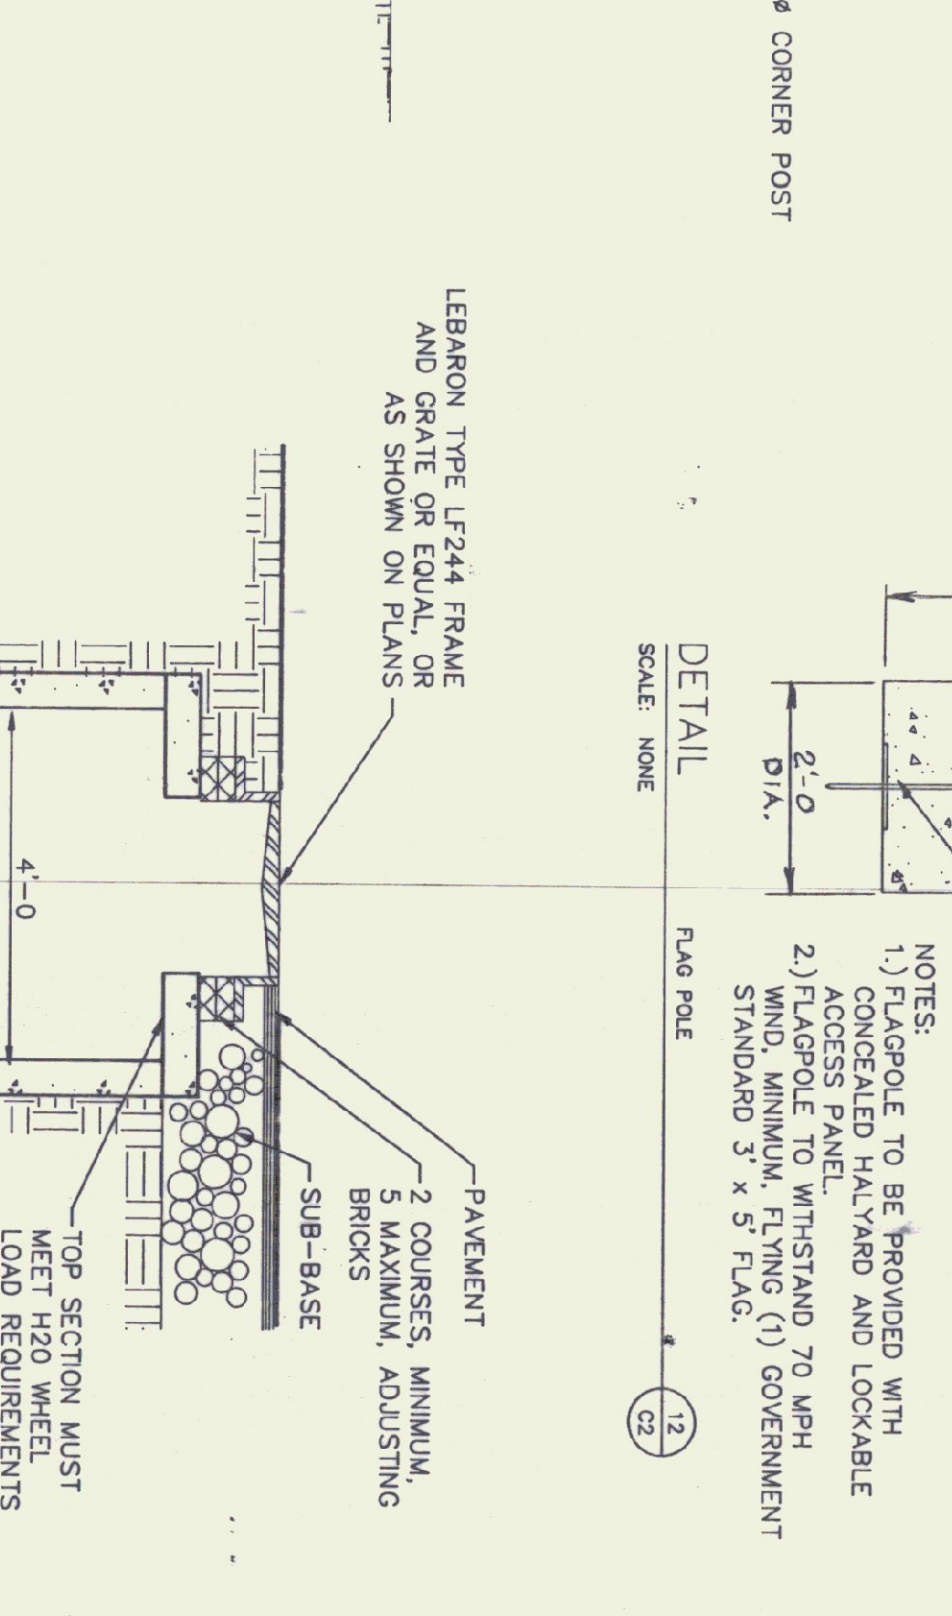 Ø CORNER POST
2'-0
DIA.
NOTES:
1.) FLAGPOLE TO BE PROVIDED WITH
CONCEALED HALYARD AND LOCKABLE
ACCESS PANEL.
2.) FLAGPOLE TO WITHSTAND 70 MPH
WIND, MINIMUM, FLYING (1) GOVERNMENT
STANDARD 3' x 5' FLAG.
DETAIL
FLAG POLE
SCALE: NONE
12
C2
LEBARON TYPE LF244 FRAME
AND GRATE OR EQUAL, OR
AS SHOWN ON PLANS
PAVEMENT
2 COURSES, MINIMUM,
5 MAXIMUM, ADJUSTING
BRICKS
SUB-BASE
4'-0
TOP SECTION MUST
MEET H20 WHEEL
LOAD REQUIREMENTS